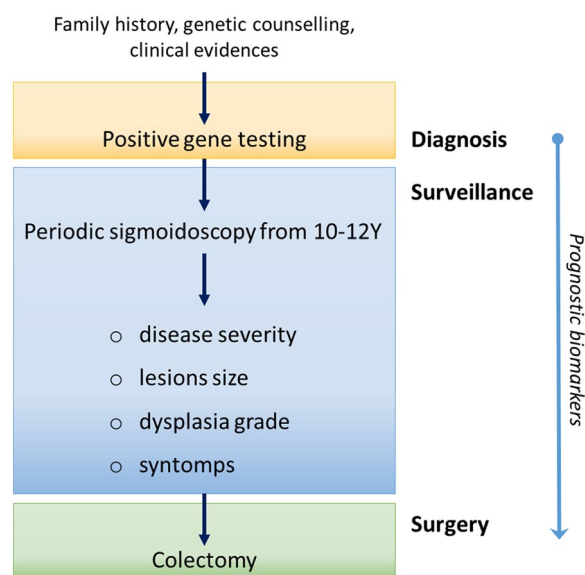 Family history, genetic counselling,
clinical evidences
Positive gene testing
Diagnosis
Surveillance
Periodic sigmoidoscopy from 10-12Y
o disease severity
o lesions size
o dysplasia grade
o syntomps
Surgery
Colectomy
Prognostic biomarkers